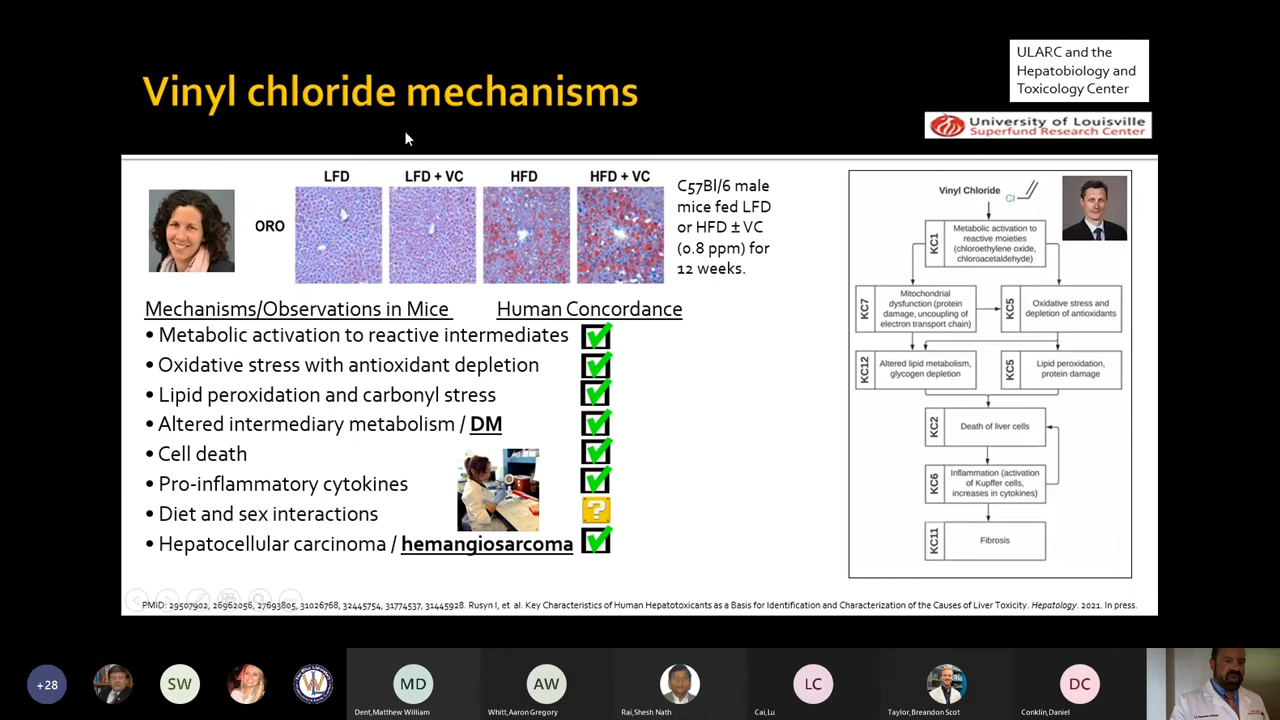 Vinyl chloride mechanisms
ULARC and the
Hepatobiology and
Toxicology Center
University of Louisville
Superfund Research Center
LFD
LFD + VC
HFD
HFD + VC
ORO
C57Bl/6 male
mice fed LFD
or HFD ± VC
(0.8 ppm) for
12 weeks.
Mechanisms/Observations in Mice
Human Concordance
• Metabolic activation to reactive intermediates
• Oxidative stress with antioxidant depletion
• Lipid peroxidation and carbonyl stress
• Altered intermediary metabolism / DM
• Cell death
• Pro-inflammatory cytokines
• Diet and sex interactions
?
• Hepatocellular carcinoma / hemangiosarcoma
Vinyl Chloride
Cl
KC1
Metabolic activation to
reactive moieties
(chloroethylene oxide,
chloroacetaldehyde)
KC7
Mitochondrial
dysfunction (protein
damage, uncoupling of
electron transport chain)
KC5
Oxidative stress and
depletion of antioxidants
KC12
Altered lipid metabolism,
glycogen depletion
KC5
Lipid peroxidation,
protein damage
KC2
Death of liver cells
KC6
Inflammation (activation
of Kupffer cells,
increases in cytokines)
KC11
Fibrosis
PMID: 29507902, 26962056, 27693805, 31026768, 32445754, 31774537, 31445928. Rusyn I, et al. Key Characteristics of Human Hepatotoxicants as a Basis for Identification and Characterization of the Causes of Liver Toxicity. Hepatology. 2021. In press.
+28
SW
MD
Dent,Matthew William
AW
Whitt,Aaron Gregory
Rai,Shesh Nath
LC
Cai,Lu
Taylor,Breandon Scot
DC
Conklin,Daniel